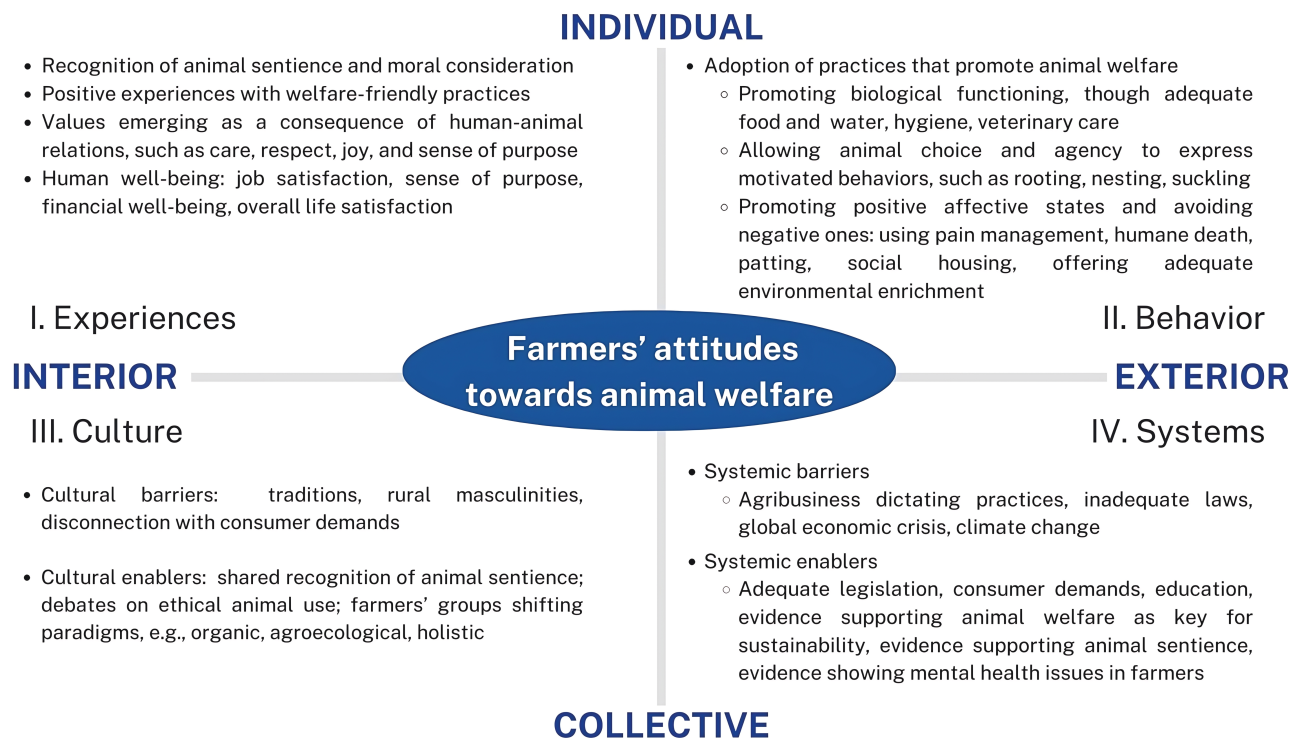 INDIVIDUAL
• Recognition of animal sentience and moral consideration
• Positive experiences with welfare-friendly practices
• Values emerging as a consequence of human-animal
relations, such as care, respect, joy, and sense of purpose
• Human well-being: job satisfaction, sense of purpose,
financial well-being, overall life satisfaction
I. Experiences
• Adoption of practices that promote animal welfare
◦ Promoting biological functioning, though adequate
food and water, hygiene, veterinary care
◦ Allowing animal choice and agency to express
motivated behaviors, such as rooting, nesting, suckling
◦ Promoting positive affective states and avoiding
negative ones: using pain management, humane death,
patting, social housing, offering adequate
environmental enrichment
II. Behavior
INTERIOR
Farmers’ attitudes
towards animal welfare
EXTERIOR
III. Culture
• Cultural barriers: traditions, rural masculinities,
disconnection with consumer demands
• Cultural enablers: shared recognition of animal sentience;
debates on ethical animal use; farmers’ groups shifting
paradigms, e.g., organic, agroecological, holistic
IV. Systems
• Systemic barriers
◦ Agribusiness dictating practices, inadequate laws,
global economic crisis, climate change
• Systemic enablers
◦ Adequate legislation, consumer demands, education,
evidence supporting animal welfare as key for
sustainability, evidence supporting animal sentience,
evidence showing mental health issues in farmers
COLLECTIVE